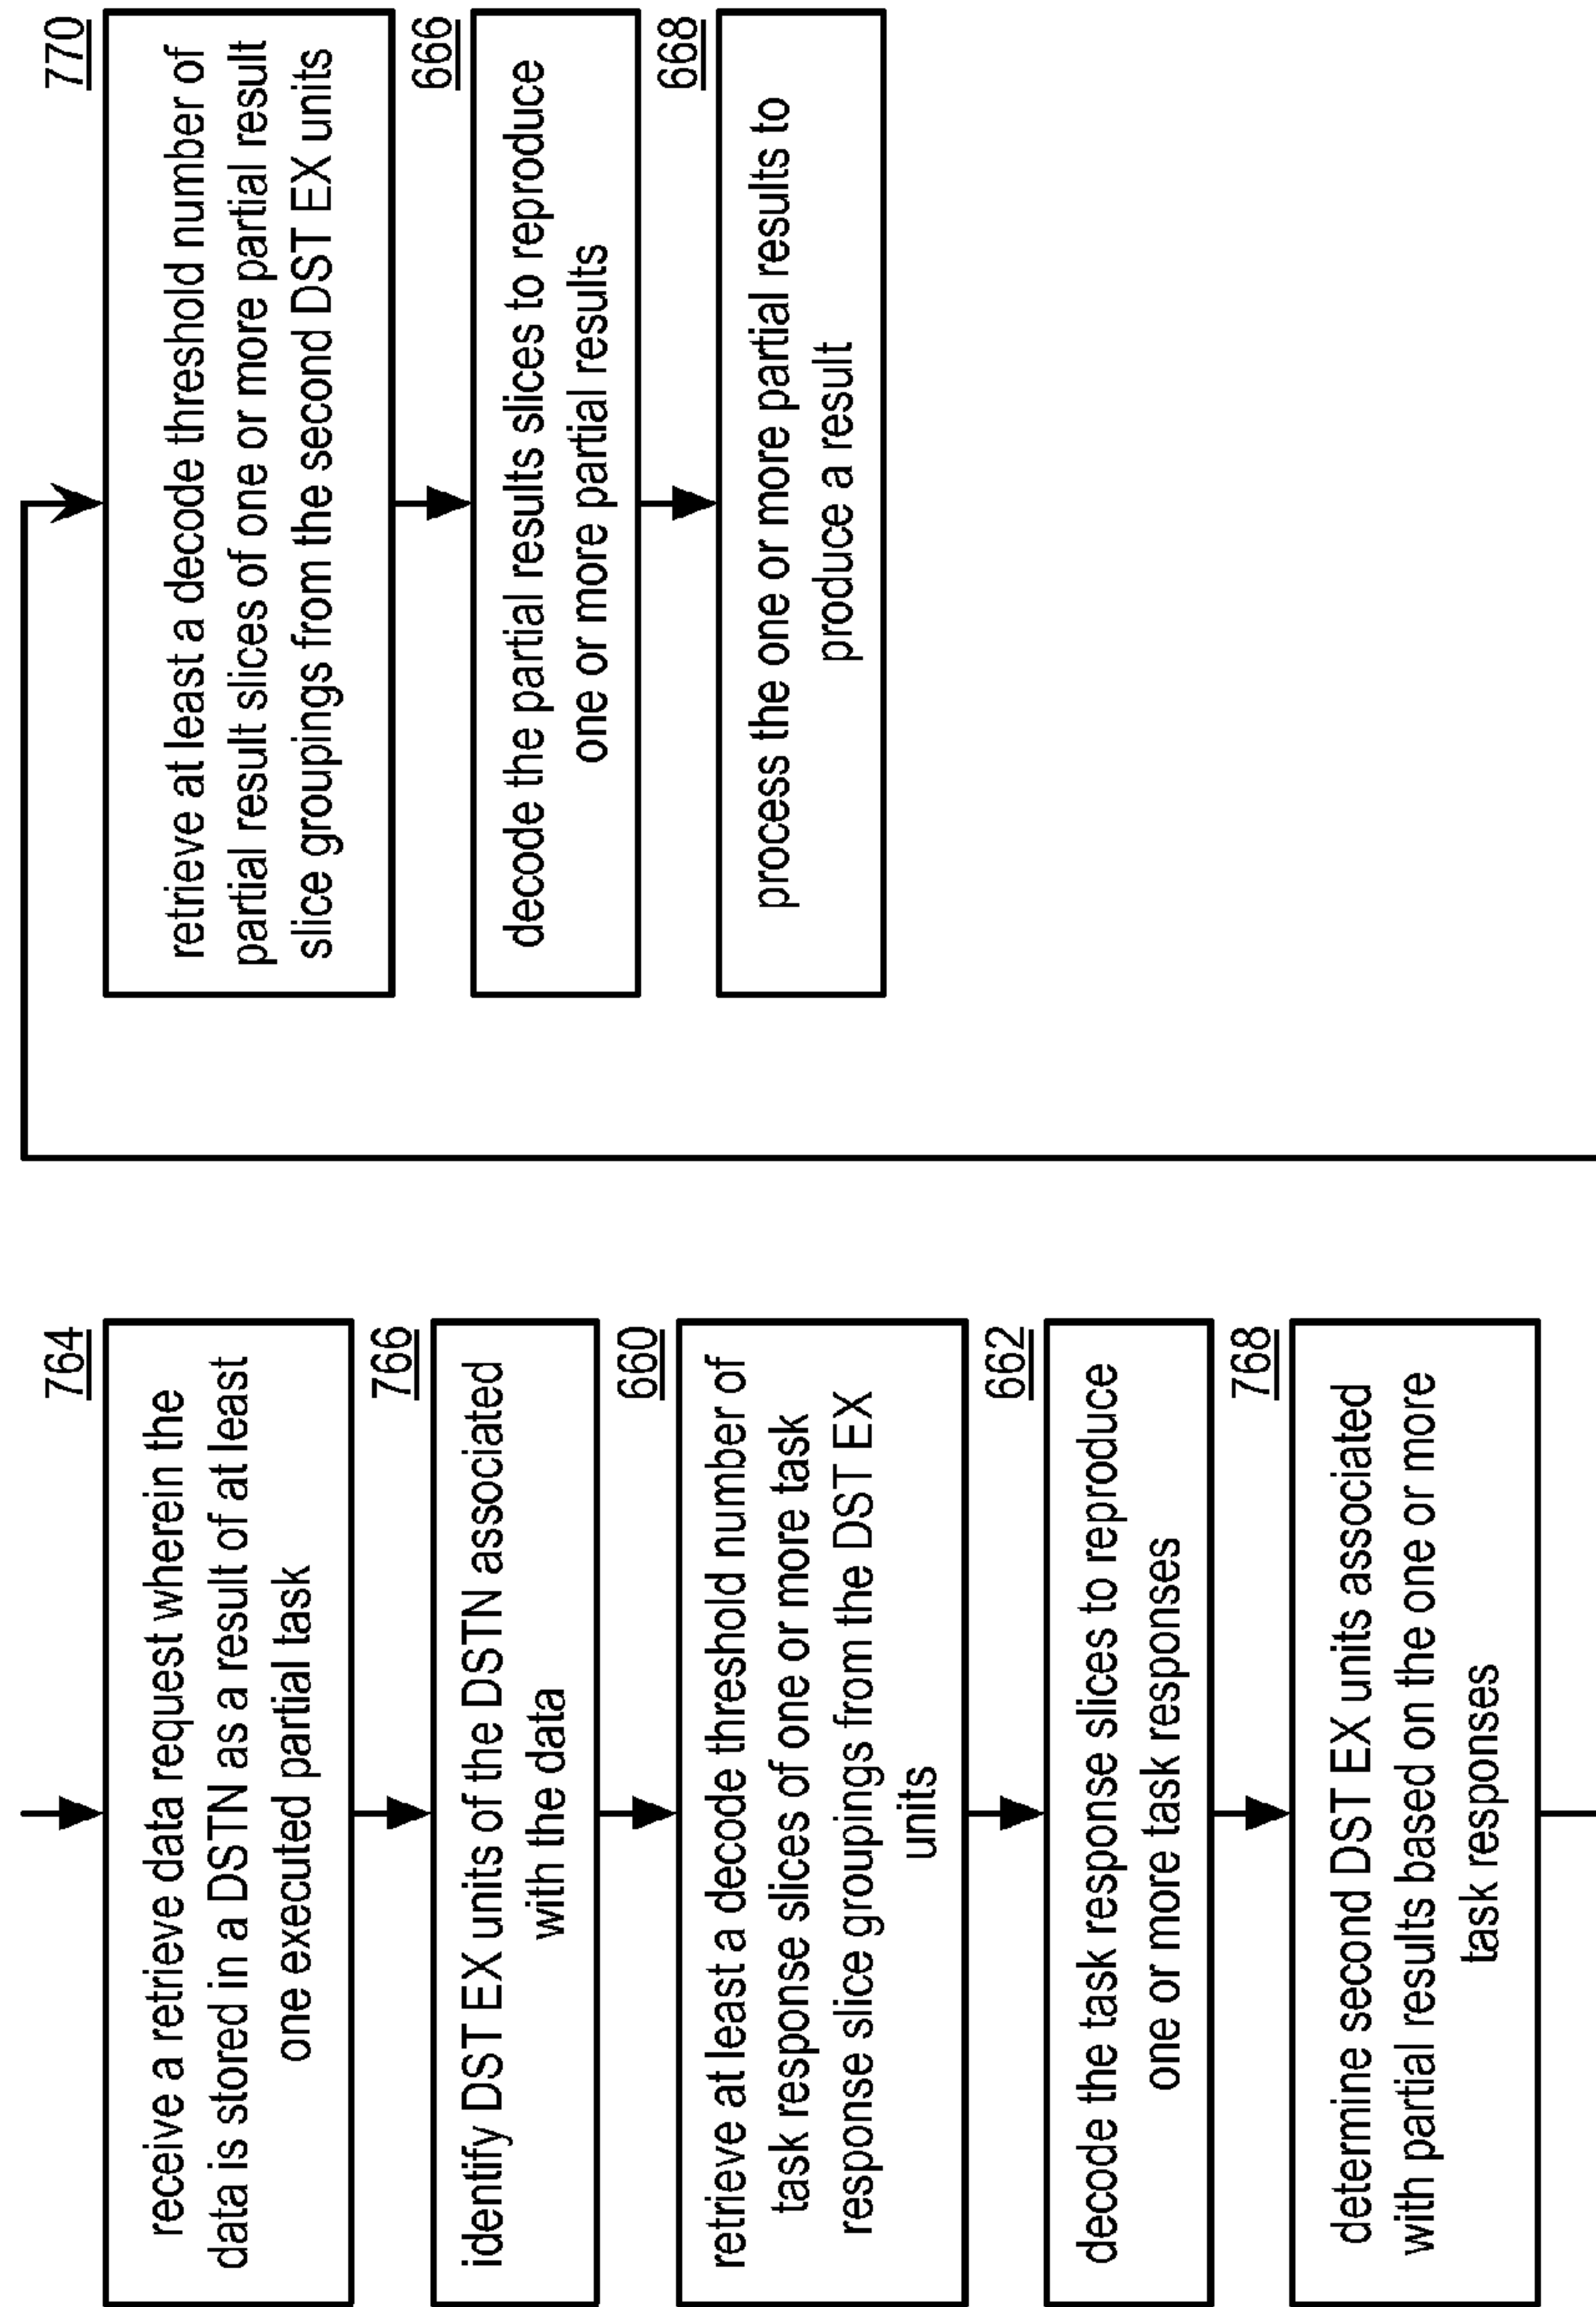 764
receive a retrieve data request wherein the
data is stored in a DSTN as a result of at least
one executed partial task
766
identify DST EX units of the DSTN associated
with the data
660
retrieve at least a decode threshold number of
task response slices of one or more task
response slice groupings from the DST EX
units
662
decode the task response slices to reproduce
one or more task responses
768
determine second DST EX units associated
with partial results based on the one or more
task responses
770
retrieve at least a decode threshold number of
partial result slices of one or more partial result
slice groupings from the second DST EX units
666
decode the partial results slices to reproduce
one or more partial results
668
process the one or more partial results to
produce a result